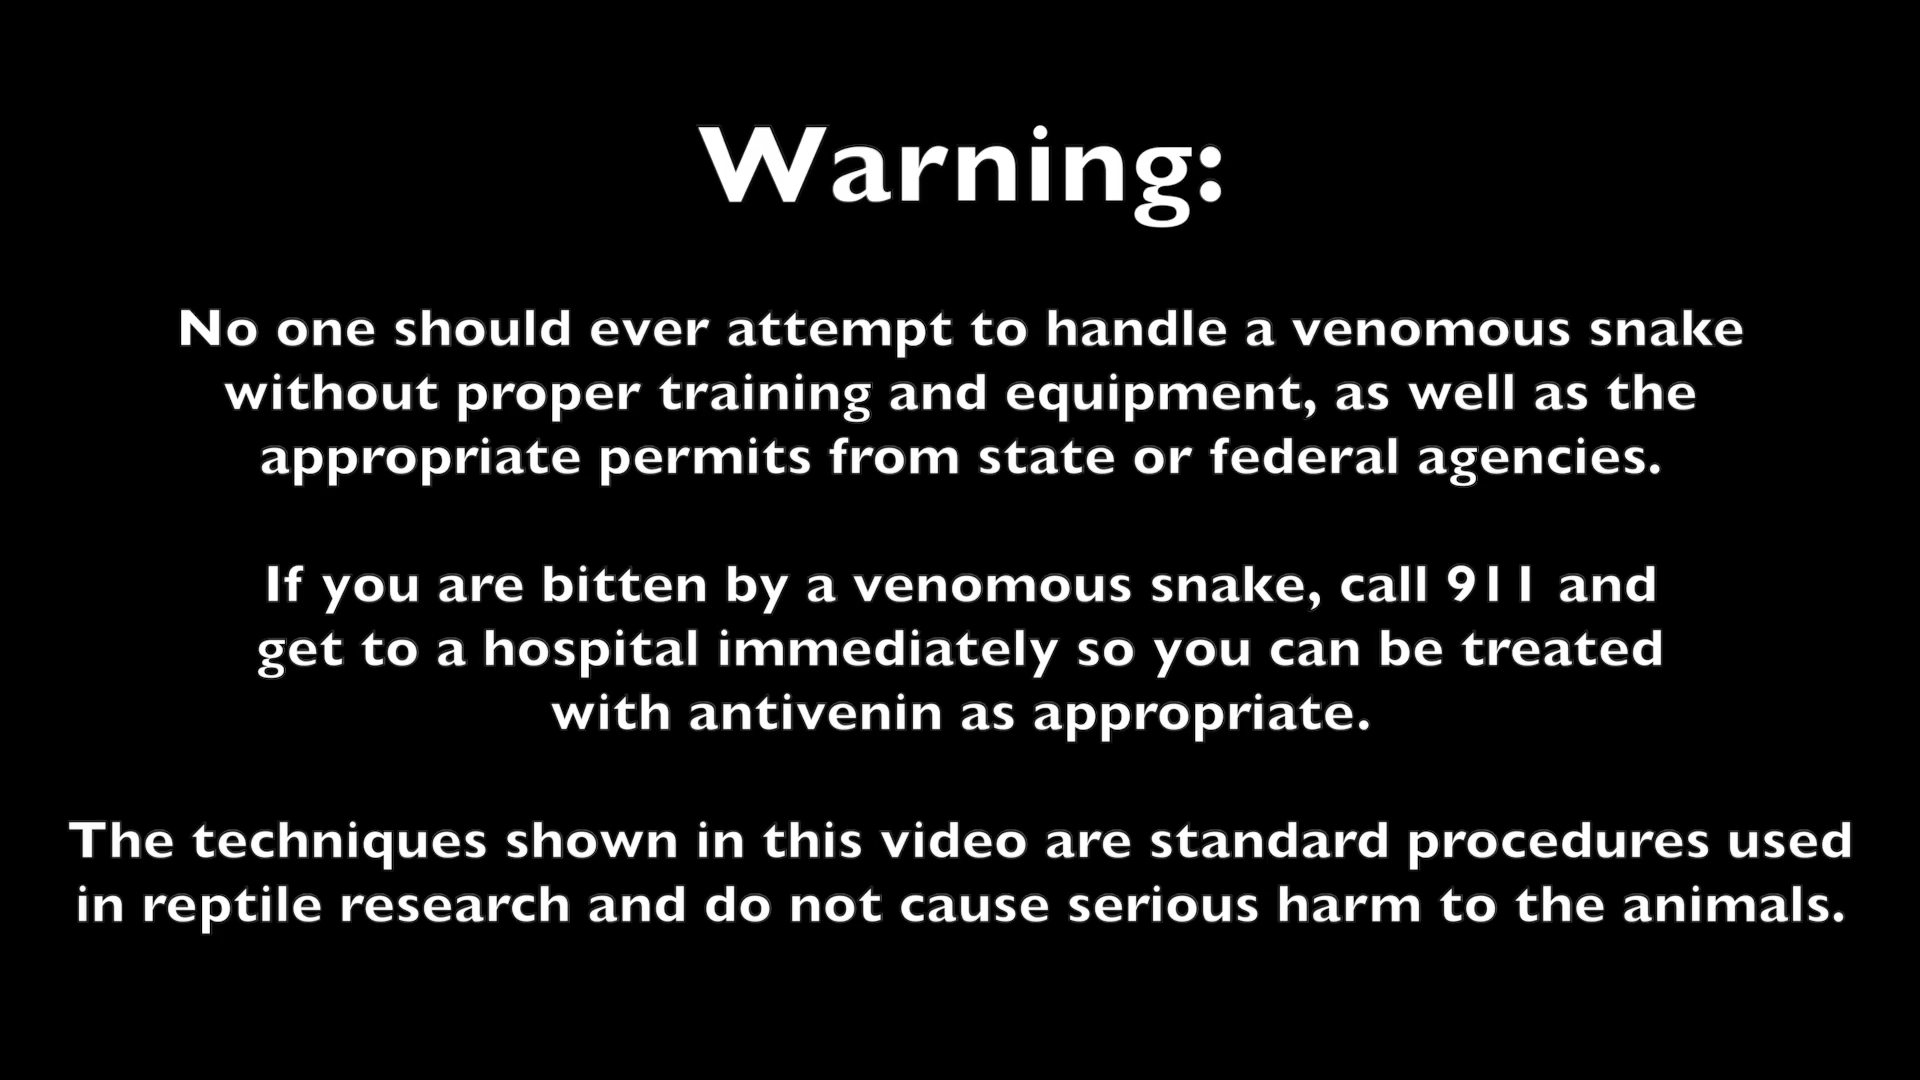 Warning:
No one should ever attempt to handle a venomous snake
without proper training and equipment, as well as the
appropriate permits from state or federal agencies.
If you are bitten by a venomous snake, call 911 and
get to a hospital immediately so you can be treated
with antivenin as appropriate.
The techniques shown in this video are standard procedures used
in reptile research and do not cause serious harm to the animals.